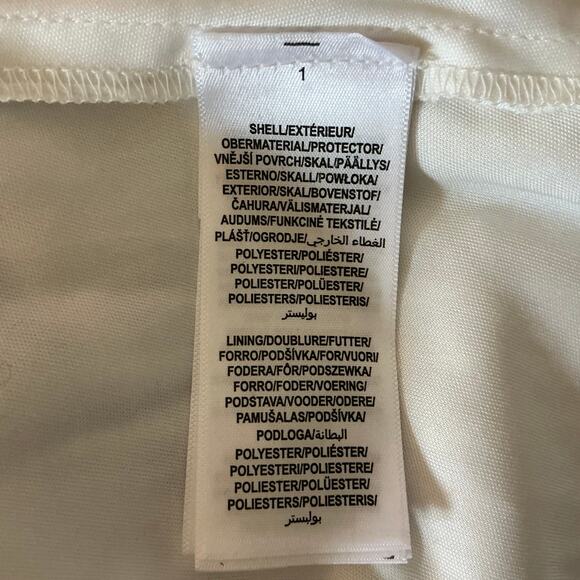 1
SHELL/EXTÉRIEUR/
OBERMATERIAL/PROTECTOR/
VNĚJŠÍ POVRCH/SKAL/PÄÄLLYS/
ESTERNO/SKALL/POWŁOKA/
EXTERIOR/SKAL/BOVENSTOF/
ČAHURA/VÄLISMATERJAL/
AUDUMS/FUNKCINĖ TEKSTILĖ/
PLÁŠŤ/OGRODJE/الغطاء الخارجي/
POLYESTER/POLIÉSTER/
POLYESTERI/POLIESTERE/
POLIESTER/POLÜESTER/
POLIESTERS/POLIESTERIS/
بوليستر
LINING/DOUBLURE/FUTTER/
FORRO/PODŠÍVKA/FOR/VUORI/
FODERA/FÔR/PODSZEWKA/
FORRO/FODER/VOERING/
PODSTAVA/VOODER/ODERE/
PAMUŠALAS/PODŠÍVKA/
PODLOGA/البطانة/
POLYESTER/POLIÉSTER/
POLYESTERI/POLIESTERE/
POLIESTER/POLÜESTER/
POLIESTERS/POLIESTERIS/
بوليستر